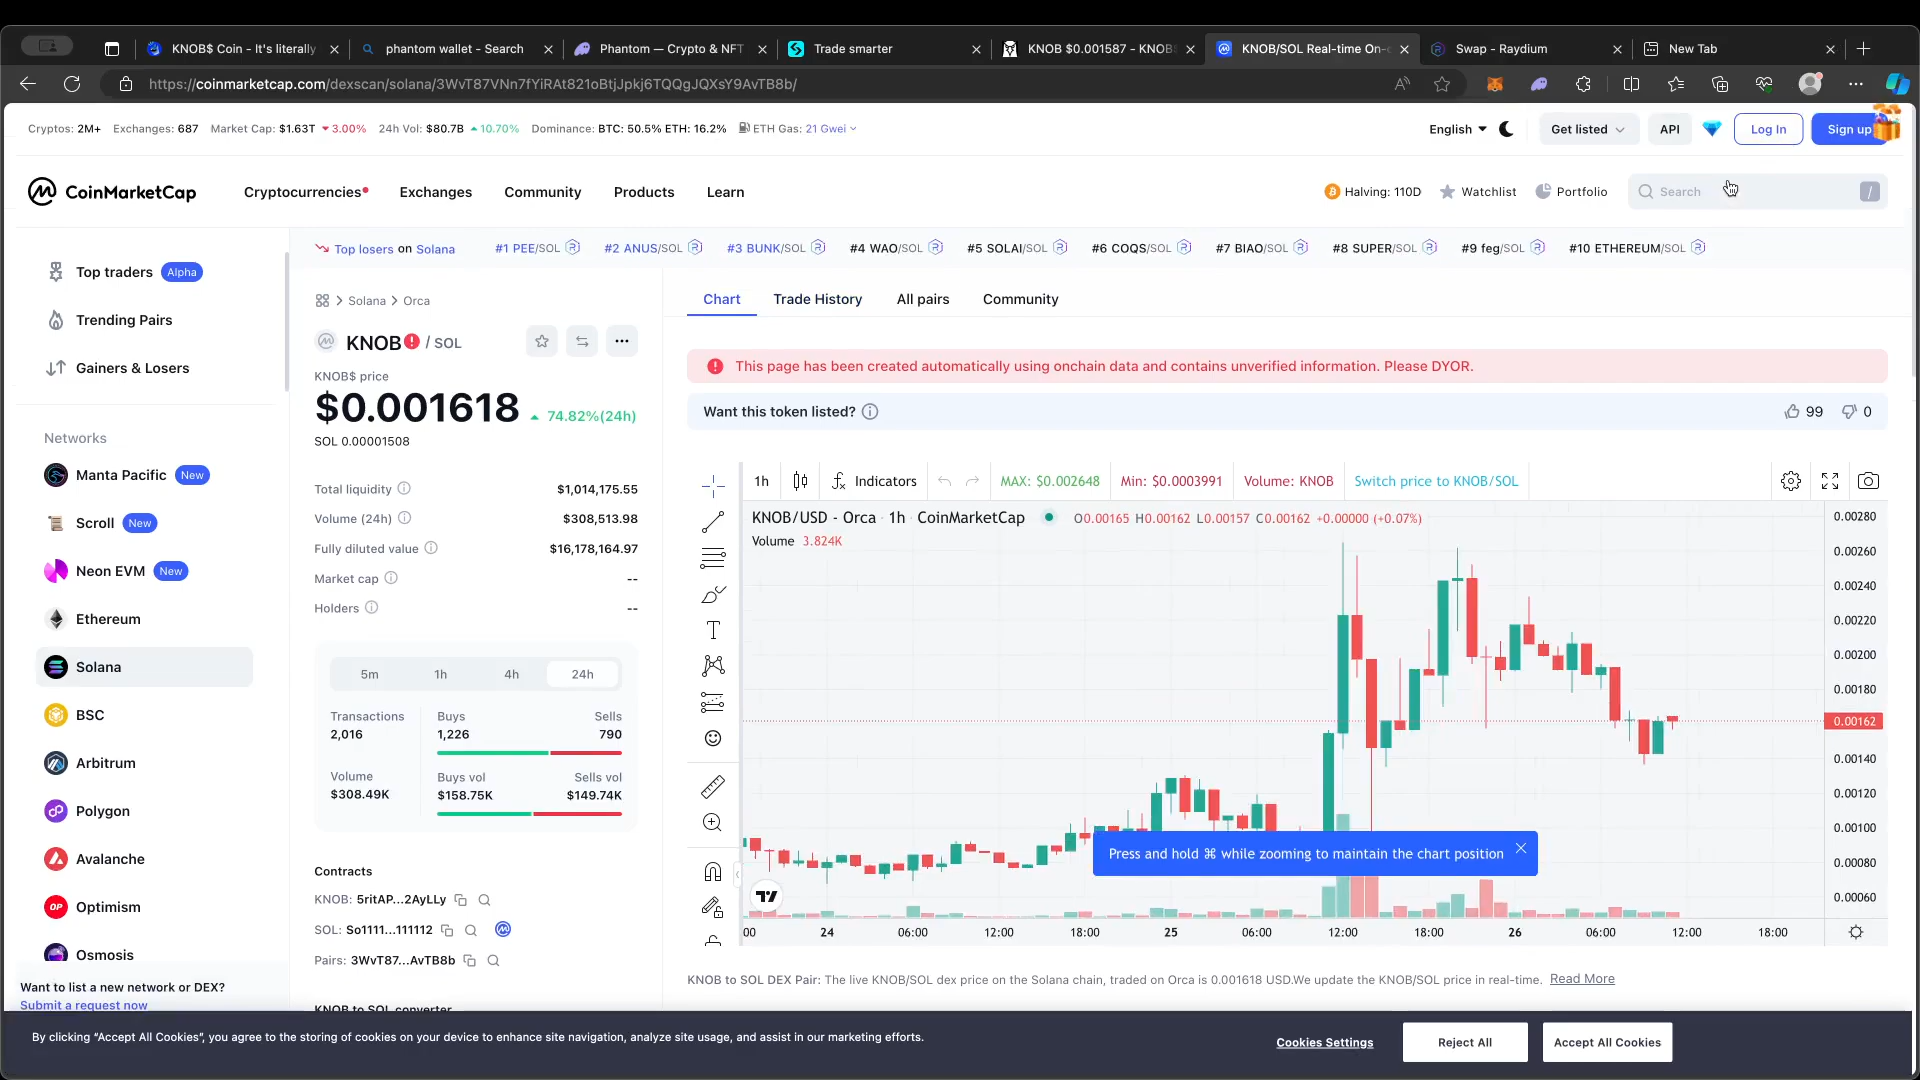 KNOB$ Coin - It's literally
phantom wallet - Search
Phantom — Crypto & NFT
Trade smarter
KNOB $0.001587 - KNOB$
KNOB/SOL Real-time On-c
Swap - Raydium
New Tab
https://coinmarketcap.com/dexscan/solana/3WvT87VNn7fYiRAt821oBtjJpkj6TQQgJQXsY9AvTB8b/
Cryptos: 2M+ Exchanges: 687 Market Cap: $1.63T 3.00% 24h Vol: $80.7B 10.70% Dominance: BTC: 50.5% ETH: 16.2% ETH Gas: 21 Gwei
English
Get listed
API
Log In
Sign up
CoinMarketCap
Cryptocurrencies
Exchanges
Community
Products
Learn
Halving: 110D
Watchlist
Portfolio
Search
/
Top traders Alpha
Trending Pairs
Gainers & Losers
Networks
Manta Pacific New
Scroll New
Neon EVM New
Ethereum
Solana
BSC
Arbitrum
Polygon
Avalanche
Optimism
Osmosis
Want to list a new network or DEX?
Submit a request now
Top losers on Solana
#1 PEE/SOL
#2 ANUS/SOL
#3 BUNK/SOL
#4 WAO/SOL
#5 SOLAI/SOL
#6 COQS/SOL
#7 BIAO/SOL
#8 SUPER/SOL
#9 feg/SOL
#10 ETHEREUM/SOL
Solana > Orca
KNOB / SOL
KNOB$ price
$0.001618 74.82%(24h)
SOL 0.00001508
Total liquidity $1,014,175.55
Volume (24h) $308,513.98
Fully diluted value $16,178,164.97
Market cap --
Holders --
5m 1h 4h 24h
Transactions Buys Sells
2,016 1,226 790
Volume Buys vol Sells vol
$308.49K $158.75K $149.74K
Contracts
KNOB: 5ritAP...2AyLLy
SOL: So1111...111112
Pairs: 3WvT87...AvTB8b
KNOB to SOL converter
Chart
Trade History
All pairs
Community
This page has been created automatically using onchain data and contains unverified information. Please DYOR.
Want this token listed?
99 0
1h
Indicators
MAX: $0.002648
Min: $0.0003991
Volume: KNOB
Switch price to KNOB/SOL
KNOB/USD - Orca 1h CoinMarketCap O0.00165 H0.00162 L0.00157 C0.00162 +0.00000 (+0.07%)
Volume 3.824K
0.00280
0.00260
0.00240
0.00220
0.00200
0.00180
0.00162
0.00140
0.00120
0.00100
0.00080
0.00060
Press and hold ⌘ while zooming to maintain the chart position
:00 24 06:00 12:00 18:00 25 06:00 12:00 18:00 26 06:00 12:00 18:00
KNOB to SOL DEX Pair: The live KNOB/SOL dex price on the Solana chain, traded on Orca is 0.001618 USD.We update the KNOB/SOL price in real-time. Read More
By clicking “Accept All Cookies”, you agree to the storing of cookies on your device to enhance site navigation, analyze site usage, and assist in our marketing efforts.
Cookies Settings
Reject All
Accept All Cookies